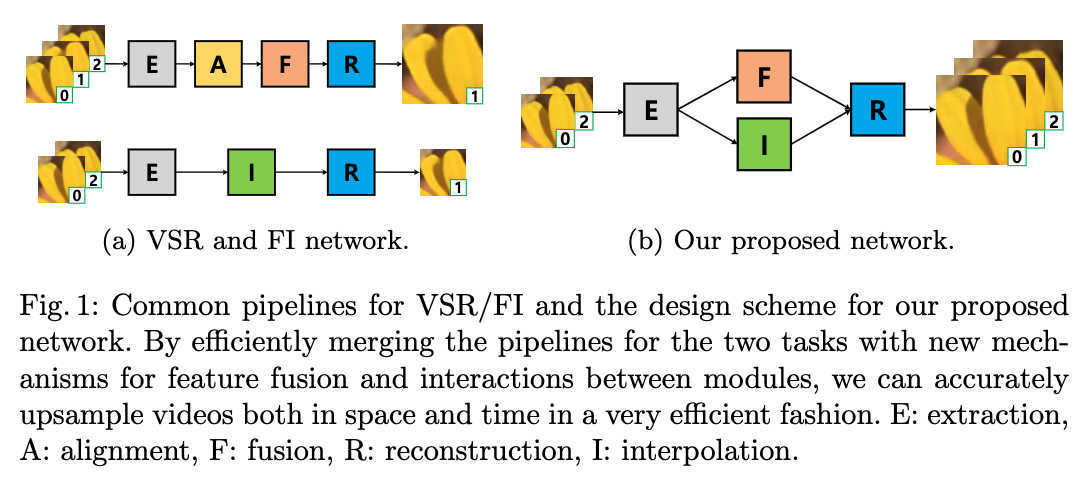 2
1
0
E
A
F
R
1
2
0
E
I
R
1
(a) VSR and FI network.
2
0
E
F
I
R
2
1
0
(b) Our proposed network.
Fig. 1: Common pipelines for VSR/FI and the design scheme for our proposed
network. By efficiently merging the pipelines for the two tasks with new mech-
anisms for feature fusion and interactions between modules, we can accurately
upsample videos both in space and time in a very efficient fashion. E: extraction,
A: alignment, F: fusion, R: reconstruction, I: interpolation.